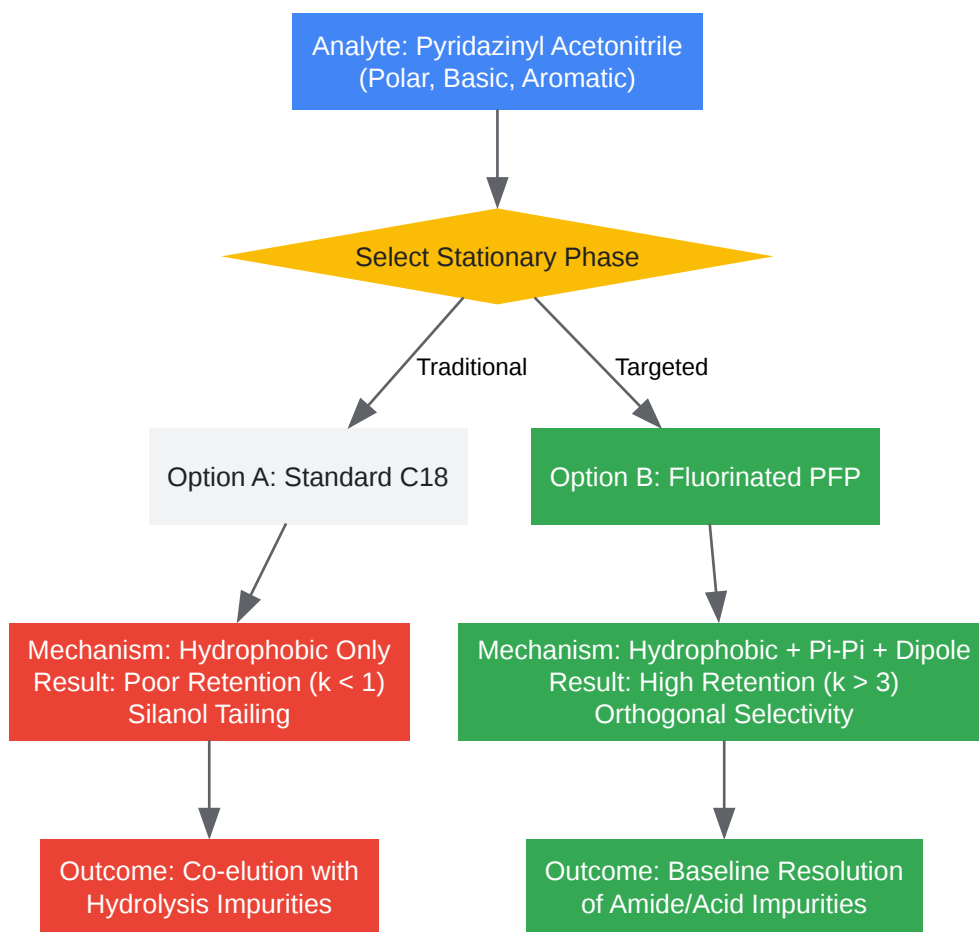 Analyte: Pyridazinyl Acetonitrile
(Polar, Basic, Aromatic)
Select Stationary Phase
Traditional
Targeted
Option A: Standard C18
Option B: Fluorinated PFP
Mechanism: Hydrophobic Only
Result: Poor Retention (k < 1)
Silanol Tailing
Mechanism: Hydrophobic + Pi-Pi + Dipole
Result: High Retention (k > 3)
Orthogonal Selectivity
Outcome: Co-elution with
Hydrolysis Impurities
Outcome: Baseline Resolution
of Amide/Acid Impurities